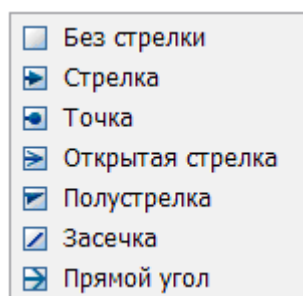 Без стрелки
Стрелка
Точка
Открытая стрелка
Полустрелка
Засечка
Прямой угол